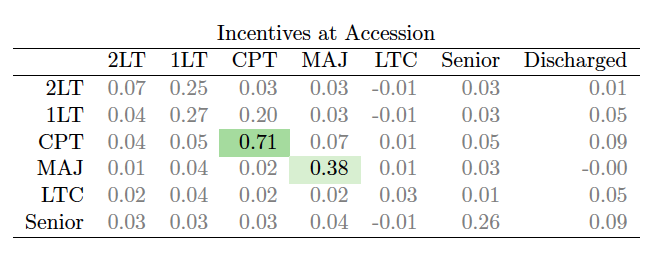 Incentives at Accession
2LT 1LT CPT MAJ LTC Senior Discharged
2LT 0.07 0.25 0.03 0.03 -0.01 0.03 0.01
1LT 0.04 0.27 0.20 0.03 -0.01 0.03 0.05
CPT 0.04 0.05 0.71 0.07 0.01 0.05 0.09
MAJ 0.01 0.04 0.02 0.38 0.01 0.03 -0.00
LTC 0.02 0.04 0.02 0.02 0.03 0.01 0.05
Senior 0.03 0.03 0.03 0.04 -0.01 0.26 0.09